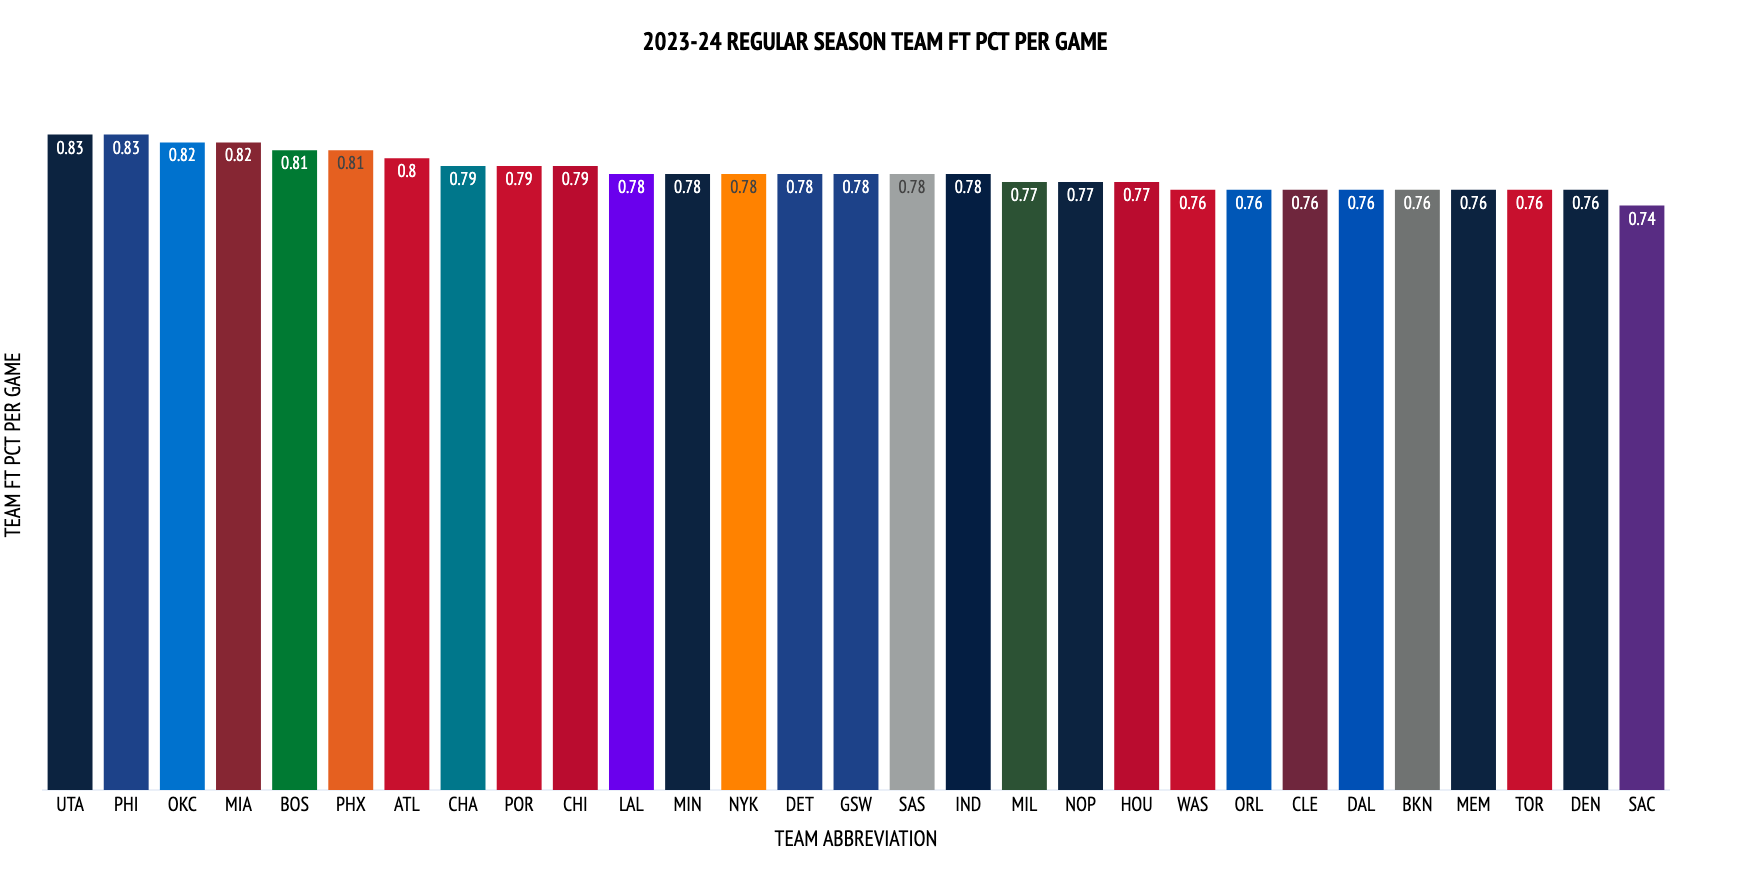 2023-24 REGULAR SEASON TEAM FT PCT PER GAME
TEAM FT PCT PER GAME
0.83 0.83 0.82 0.82 0.81 0.81 0.8 0.79 0.79 0.79 0.78 0.78 0.78 0.78 0.78 0.78 0.78 0.77 0.77 0.77 0.76 0.76 0.76 0.76 0.76 0.76 0.76 0.76 0.74
UTA PHI OKC MIA BOS PHX ATL CHA POR CHI LAL MIN NYK DET GSW SAS IND MIL NOP HOU WAS ORL CLE DAL BKN MEM TOR DEN SAC
TEAM ABBREVIATION